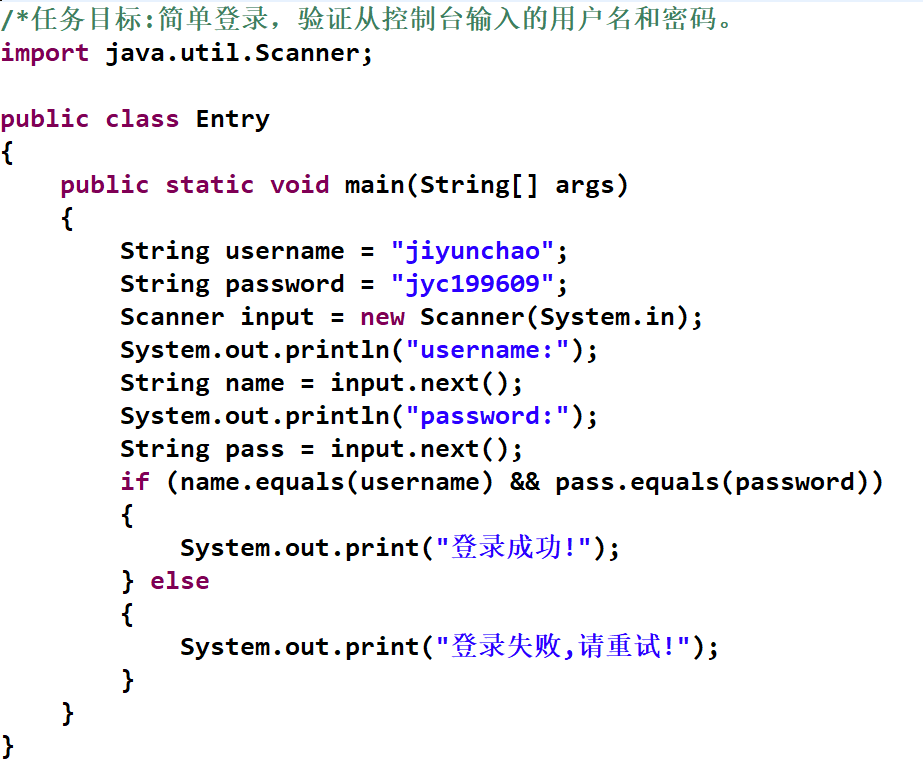 /*任务目标:简单登录，验证从控制台输入的用户名和密码。
import java.util.Scanner;
public class Entry
{
public static void main(String[] args)
{
String username = "jiyunchao";
String password = "jyc199609";
Scanner input = new Scanner(System.in);
System.out.println("username:");
String name = input.next();
System.out.println("password:");
String pass = input.next();
if (name.equals(username) && pass.equals(password))
{
System.out.print("登录成功!");
} else
{
System.out.print("登录失败,请重试!");
}
}
}